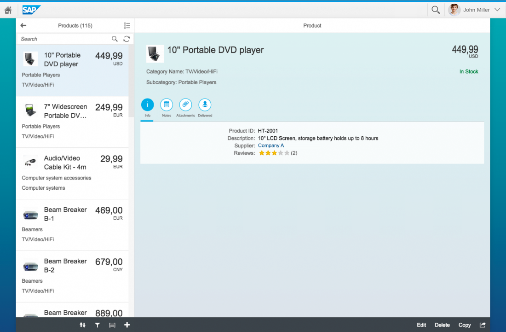 SAP
John Miller
Products (115)
Product
Search
10" Portable
DVD player
449,99
USD
Portable Players
TV/Video/HiFi
7" Widescreen
Portable DV...
249,99
EUR
Portable Players
TV/Video/HiFi
Audio/Video
Cable Kit - 4m
29,99
EUR
Computer system accessories
Computer systems
Beam Breaker
B-1
469,00
EUR
Beamers
TV/Video/HiFi
Beam Breaker
B-2
679,00
CNY
Beamers
TV/Video/HiFi
Beam Breaker
889,00
10" Portable DVD player
449,99
USD
Category Name: TV/Video/HiFi
In Stock
Subcategory: Portable Players
Info
Notes
Attachments
Product ID: HT-2001
Description: 10" LCD Screen, storage battery holds up to 8 hours
Supplier: Company A
Reviews: (2)
Edit Delete Copy